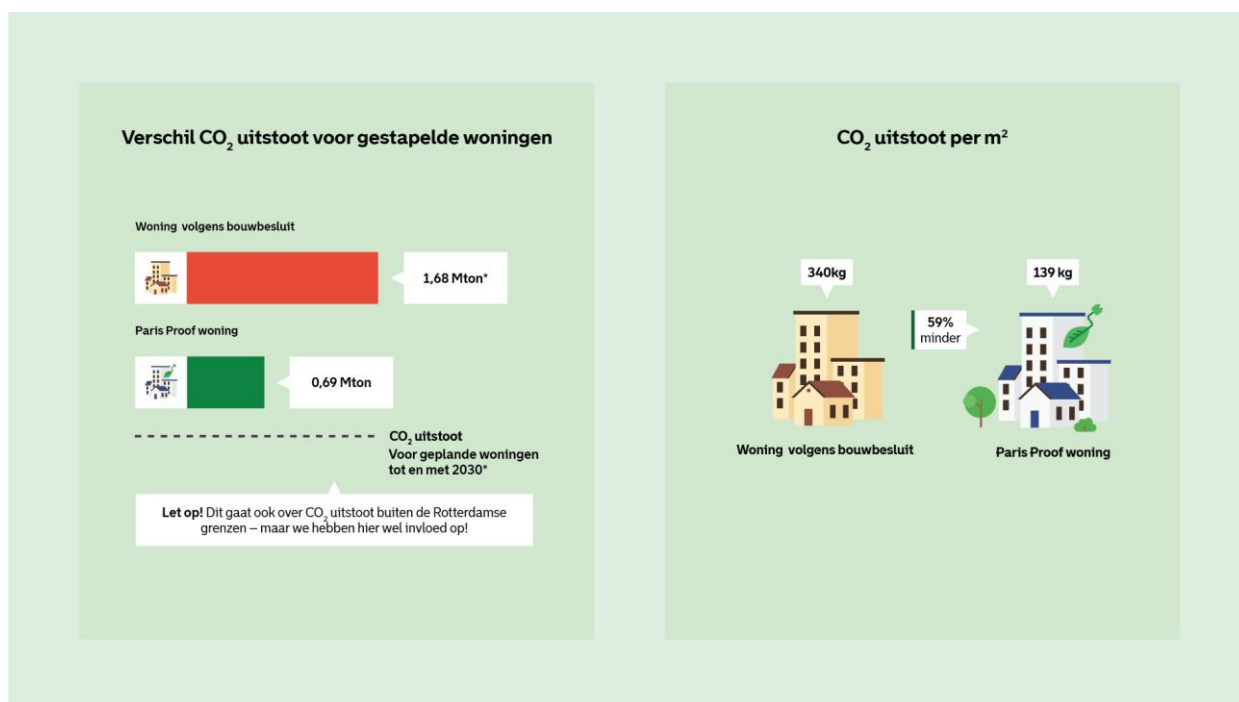 Verschil CO₂ uitstoot voor gestapelde woningen
Woning volgens bouwbesluit
1,68 Mton*
Paris Proof woning
0,69 Mton
CO₂ uitstoot
Voor geplande woningen
tot en met 2030*
Let op! Dit gaat ook over CO₂ uitstoot buiten de Rotterdamse
grenzen – maar we hebben hier wel invloed op!
CO₂ uitstoot per m²
340kg
139 kg
59%
minder
Woning volgens bouwbesluit
Paris Proof woning